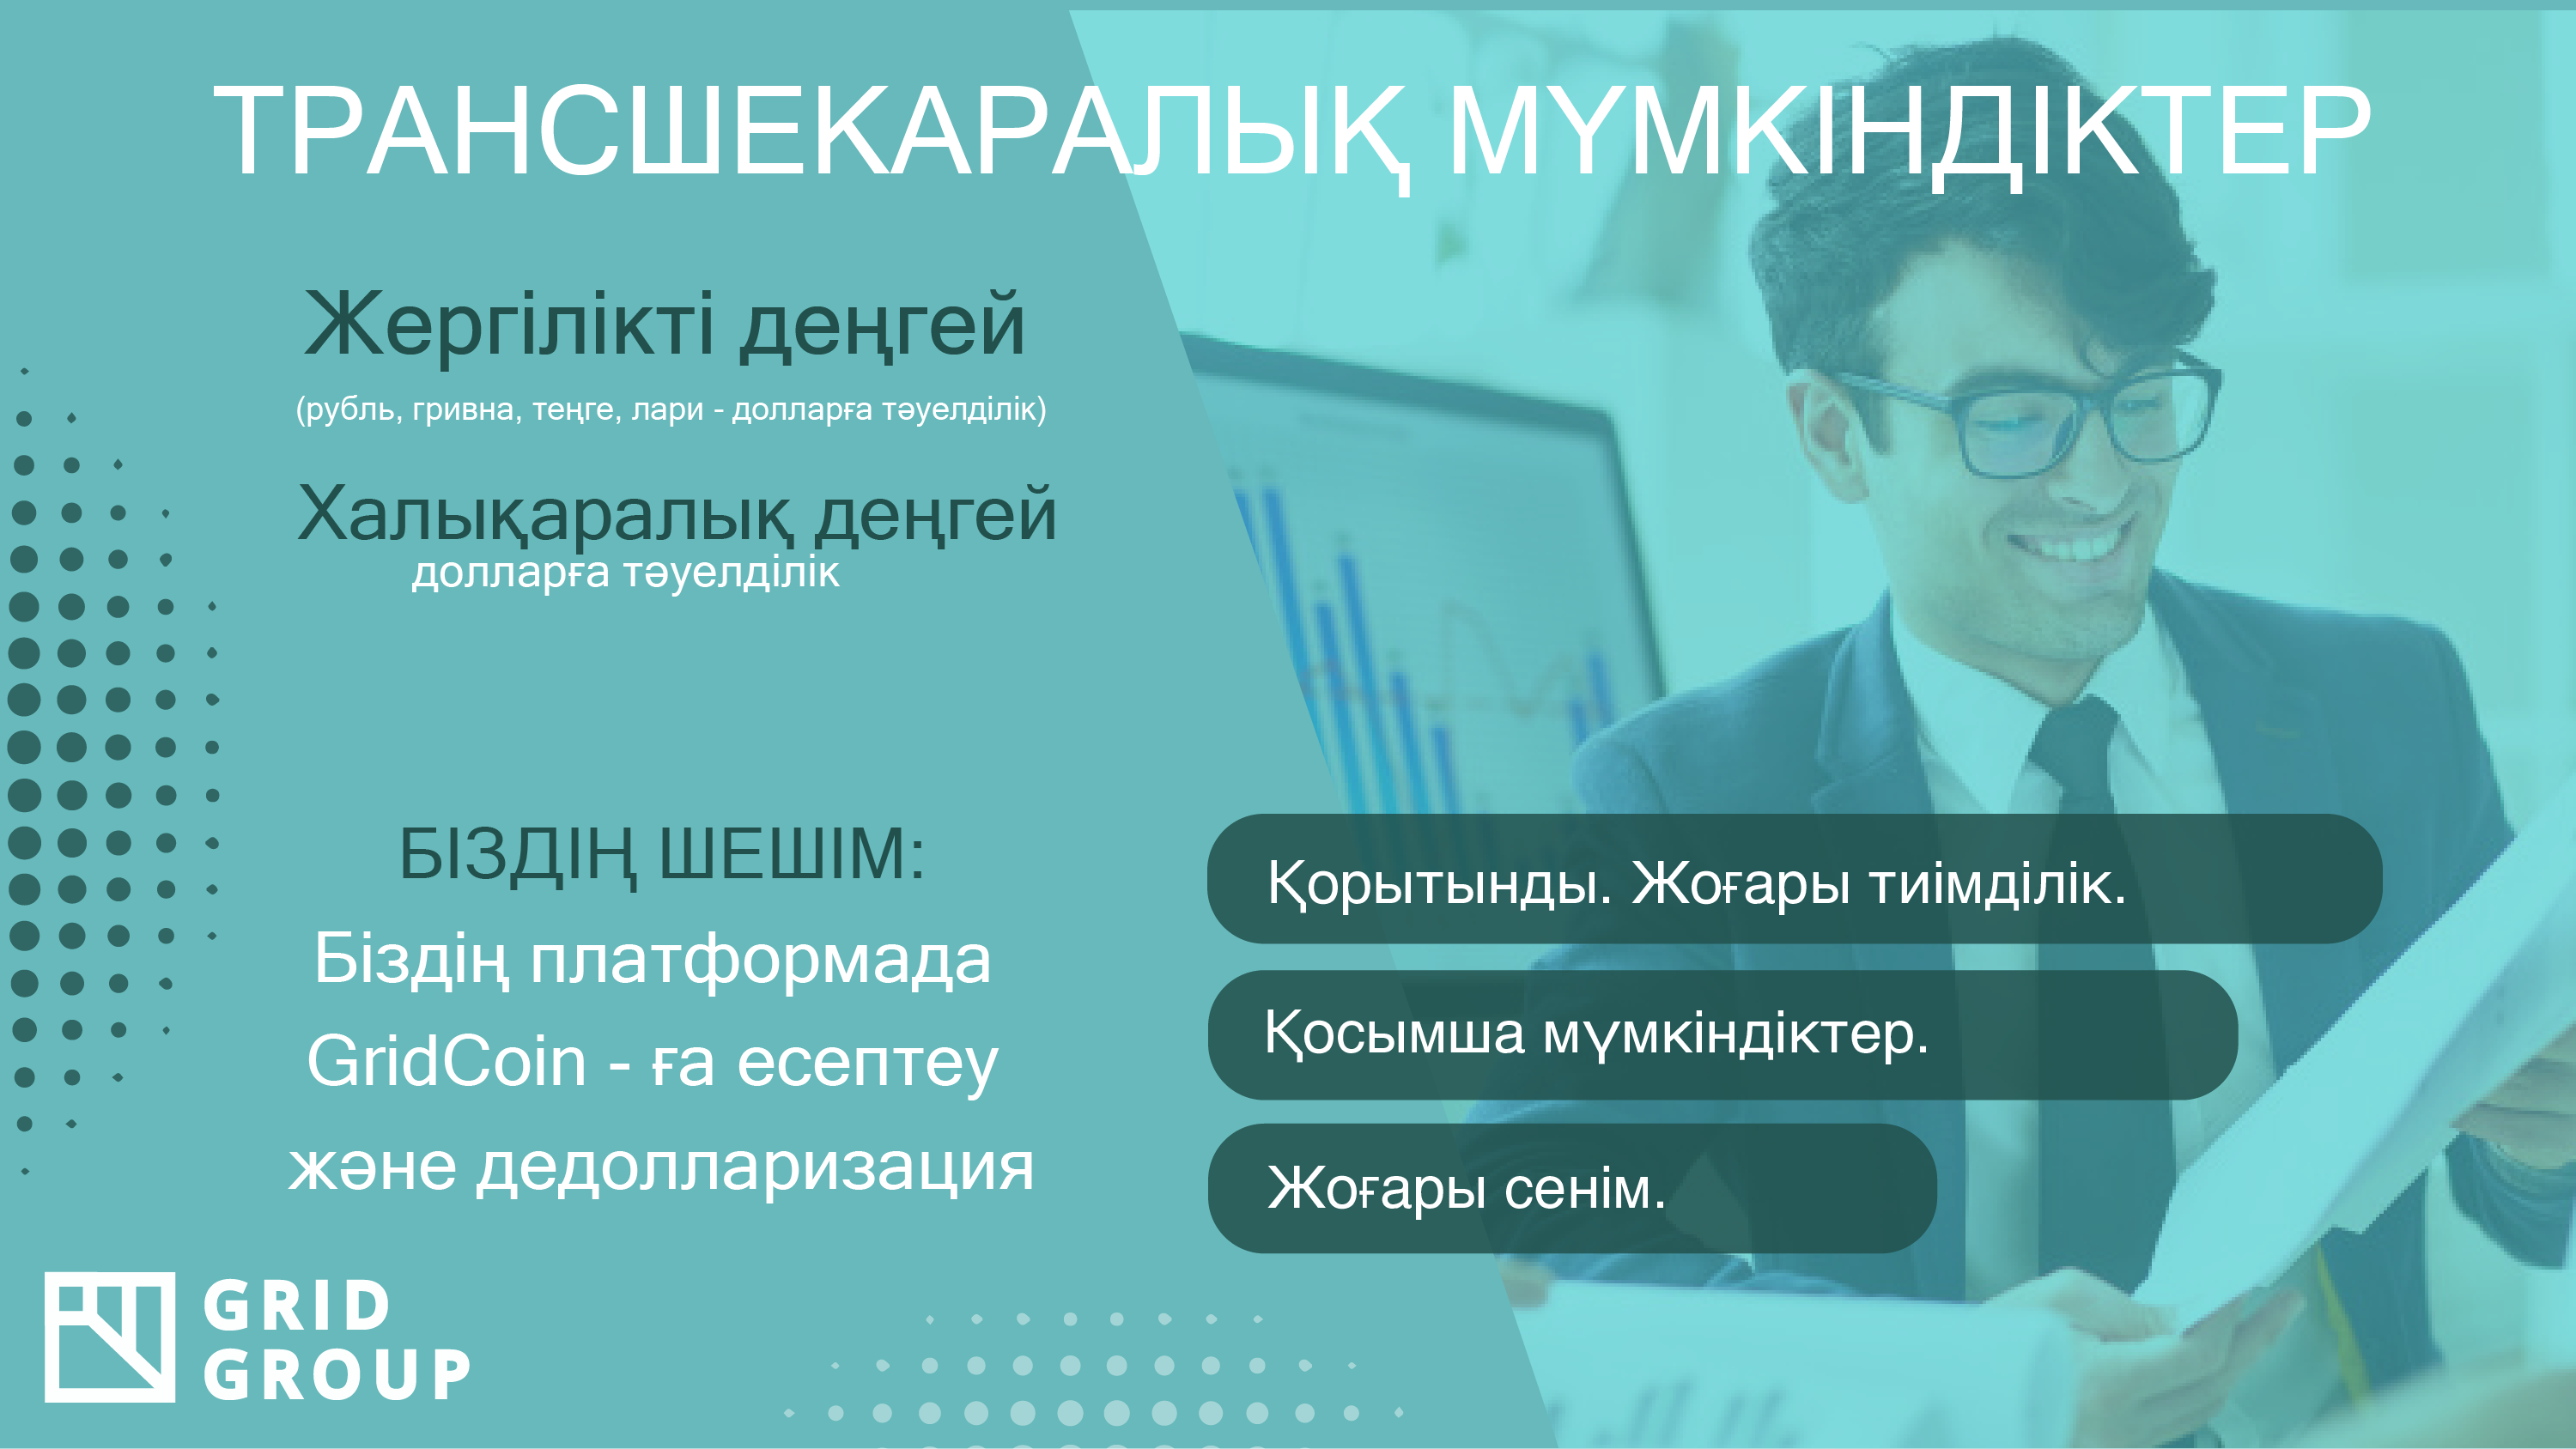 ТРАНСШЕКАРАЛЫҚ МҮМКІНДІКТЕР
Жергілікті деңгей
(рубль, гривна, теңге, лари - долларға тәуелділік)
Халықаралық деңгей
долларға тәуелділік
БІЗДІҢ ШЕШІМ:
Біздің платформада
GridCoin - ға есептеу
және дедолларизация
Қорытынды. Жоғары тиімділік.
Қосымша мүмкіндіктер.
Жоғары сенім.
GRID
GROUP